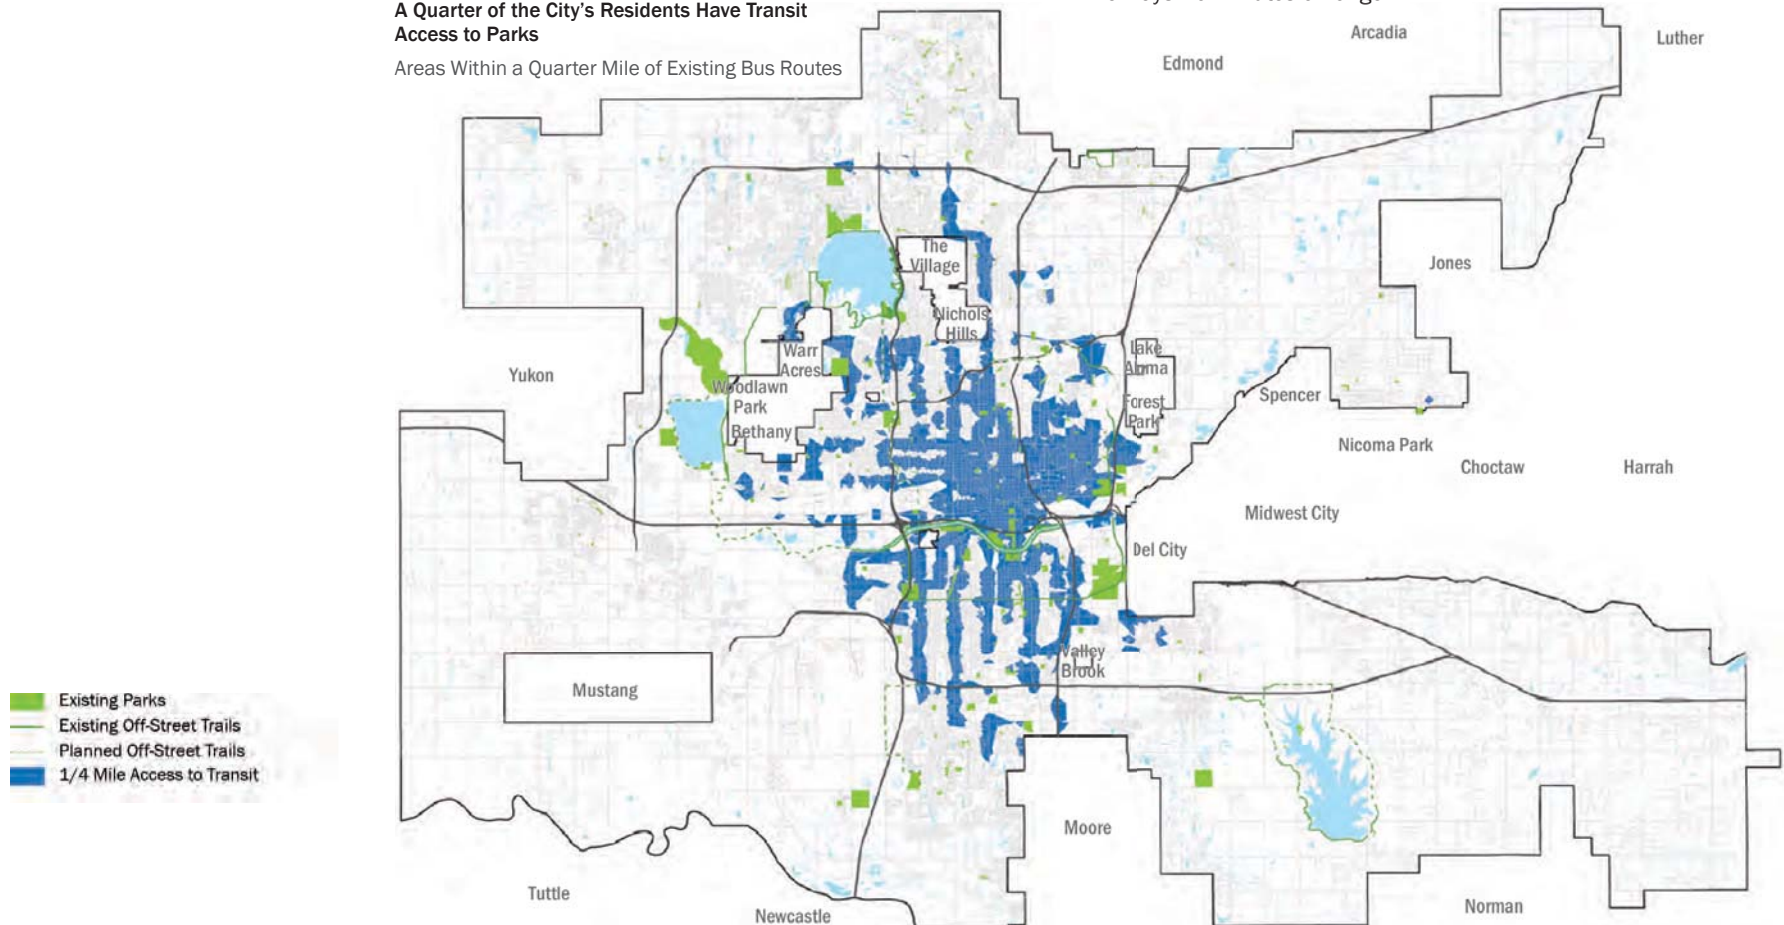 A Quarter of the City's Residents Have Transit
Access to Parks
Areas Within a Quarter Mile of Existing Bus Routes
Arcadia
Luther
Edmond
The
Village
Jones
Nichols
Hills
Warr
Acres
Lake
Yukon
Woodlawn
Park
Spencer
Forest
Park
Bethany
Nicoma Park
Choctaw
Harrah
Midwest City
Del City
Valley
Brook
Mustang
Existing Parks
Existing Off-Street Trails
Planned Off-Street Trails
1/4 Mile Access to Transit
Moore
Tuttle
Newcastle
Norman